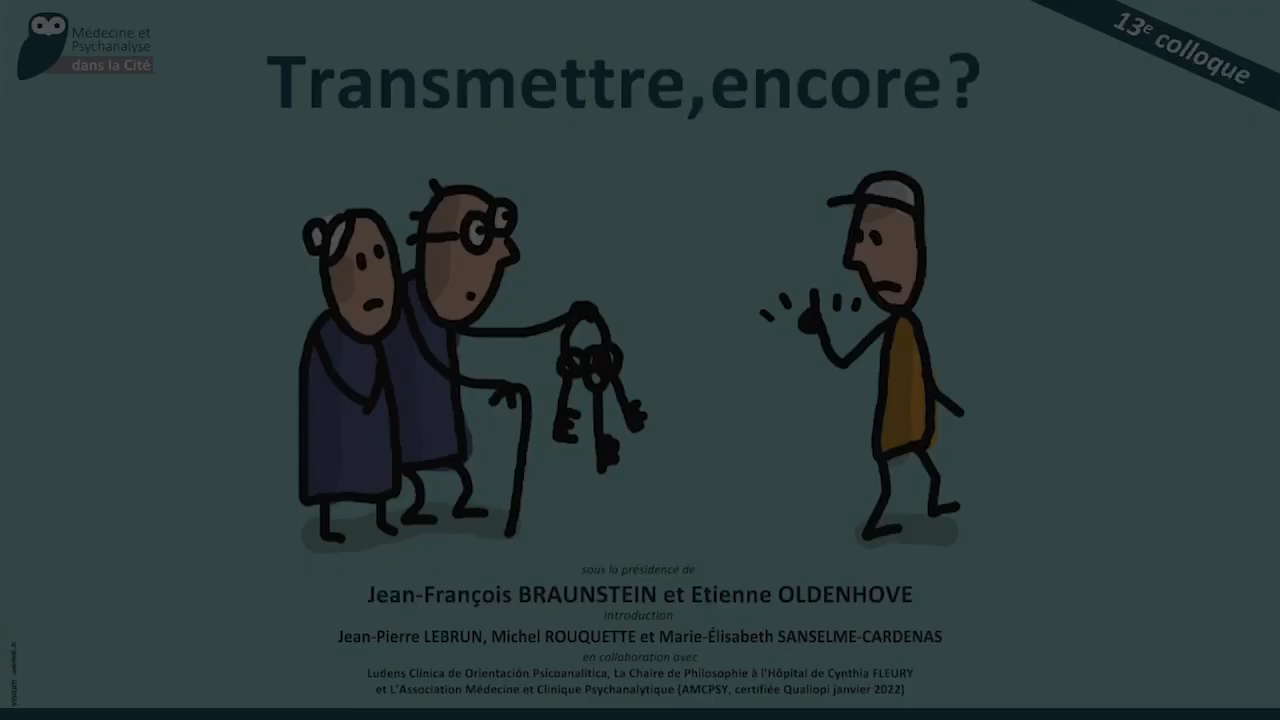 Médecine et
Psychanalyse
dans la Cité
13e colloque
Transmettre,encore?
sous la présidence de
Jean-François BRAUNSTEIN et Etienne OLDENHOVE
introduction
Jean-Pierre LEBRUN, Michel ROUQUETTE et Marie-Élisabeth SANSELME-CARDENAS
en collaboration avec
Ludens Clínica de Orientación Psicoanalítica, La Chaire de Philosophie à l'Hôpital de Cynthia FLEURY
et L'Association Médecine et Clinique Psychanalytique (AMCPSY, certifiée Qualiopi janvier 2022)